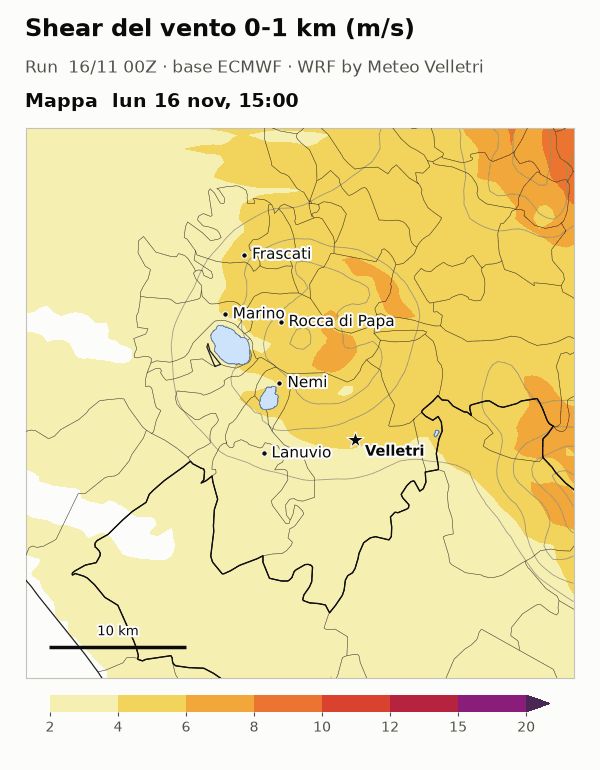 Shear del vento 0-1 km (m/s)
Run  16/11 00Z · base ECMWF · WRF by Meteo Velletri
Mappa  lun 16 nov, 15:00
Frascati
Marino
Rocca di Papa
Nemi
Velletri
Lanuvio
10 km
2 4 6 8 10 12 15 20